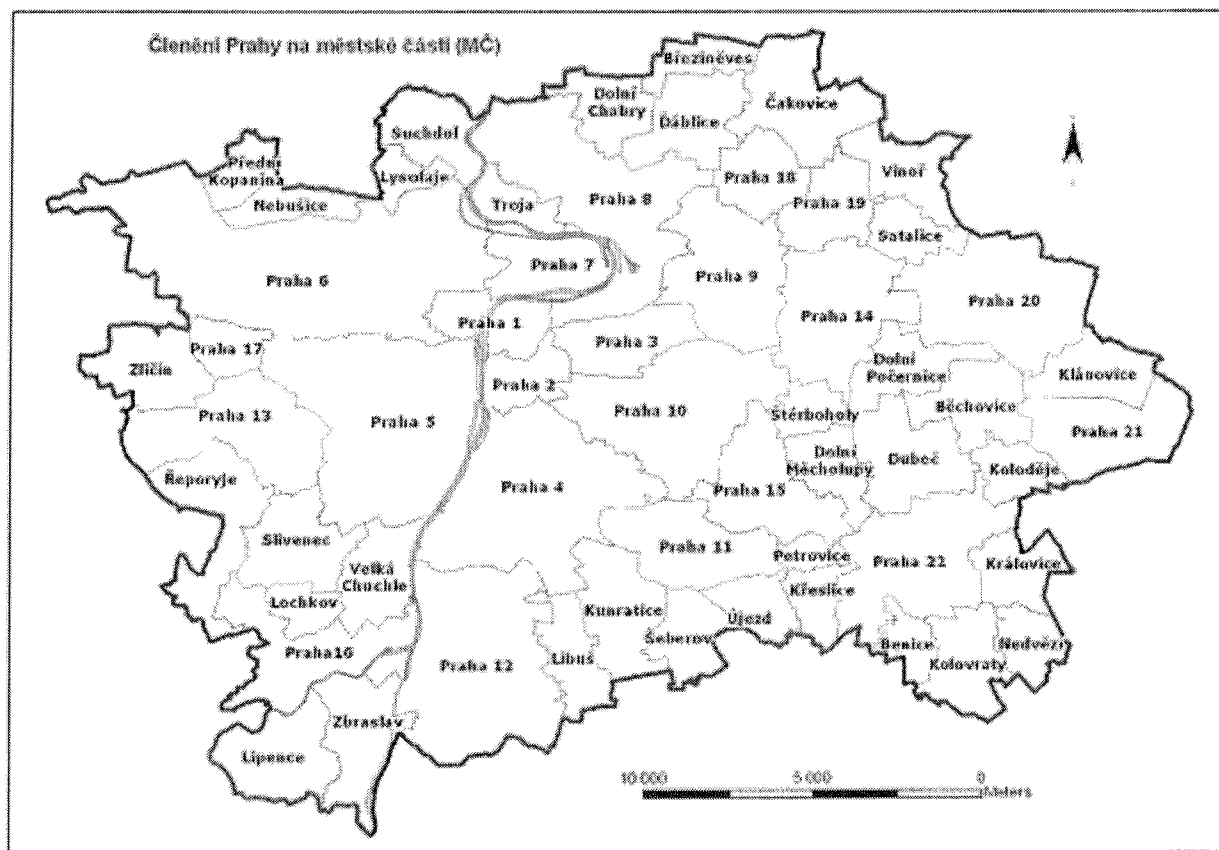 Členění Prahy na městské části (MČ)
Březiněves
Dolní
Chabry
Ďáblice
Čakovice
Suchdol
Přední
Kopanina
Lysolaje
Nebušice
Troja
Praha 8
Praha 18
Vinoř
Praha 19
Satalice
Praha 6
Praha 7
Praha 9
Praha 20
Praha 1
Praha 14
Praha 3
Praha 17
Zličín
Praha 2
Dolní
Počernice
Klánovice
Praha 13
Praha 5
Praha 10
Štěrboholy
Běchovice
Praha 21
Řeporyje
Dolní
Měcholupy
Dubeč
Koloděje
Praha 4
Praha 15
Slivenec
Praha 11
Petrovice
Praha 22
Královice
Velká
Chuchle
Lochkov
Kunratice
Křeslice
Újezd
Šeberov
Benice
Nedvězí
Praha16
Praha 12
Libuš
Kolovraty
Zbraslav
Lipence
10 000
5 000
0
Meters